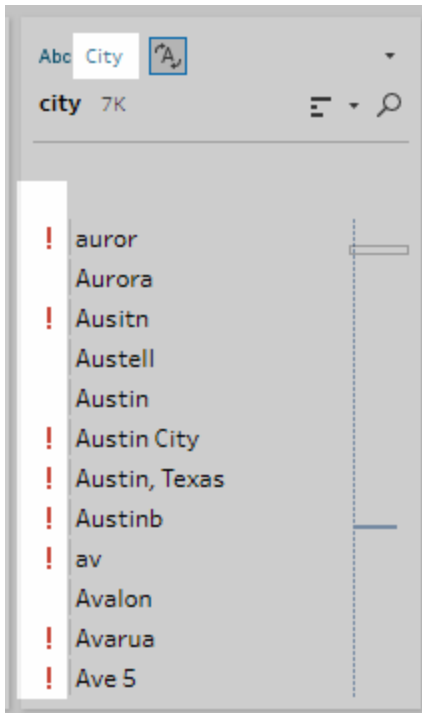 Abc City A
city 7K
! auror
Aurora
! Ausitn
Austell
Austin
! Austin City
! Austin, Texas
! Austinb
! av
Avalon
! Avarua
! Ave 5